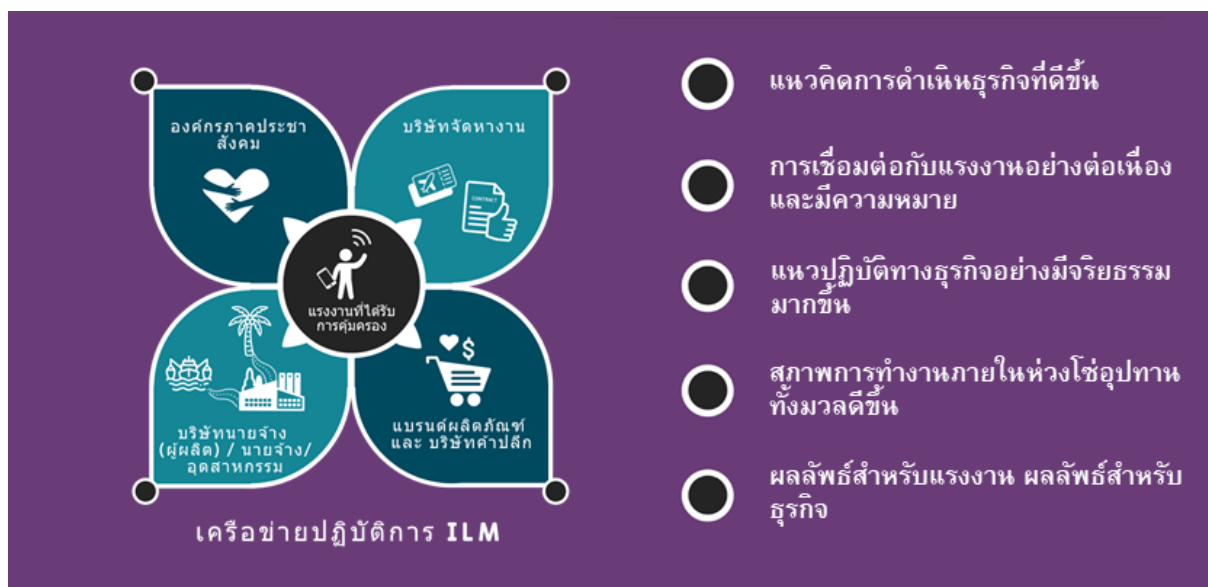 องค์กรภาคประชา
สังคม
บริษัทจัดหางาน
CONTRACT
แรงงานที่ได้รับ
การคุ้มครอง
$
บริษัทนายจ้าง
(ผู้ผลิต) / นายจ้าง/
อุตสาหกรรม
แบรนด์ผลิตภัณฑ์
และ บริษัทค้าปลีก
เครือข่ายปฏิบัติการ ILM
แนวคิดการดำเนินธุรกิจที่ดีขึ้น
การเชื่อมต่อกับแรงงานอย่างต่อเนื่อง
และมีความหมาย
แนวปฏิบัติทางธุรกิจอย่างมีจริยธรรม
มากขึ้น
สภาพการทำงานภายในห่วงโซ่อุปทาน
ทั้งมวลดีขึ้น
ผลลัพธ์สำหรับแรงงาน ผลลัพธ์สำหรับ
ธุรกิจ